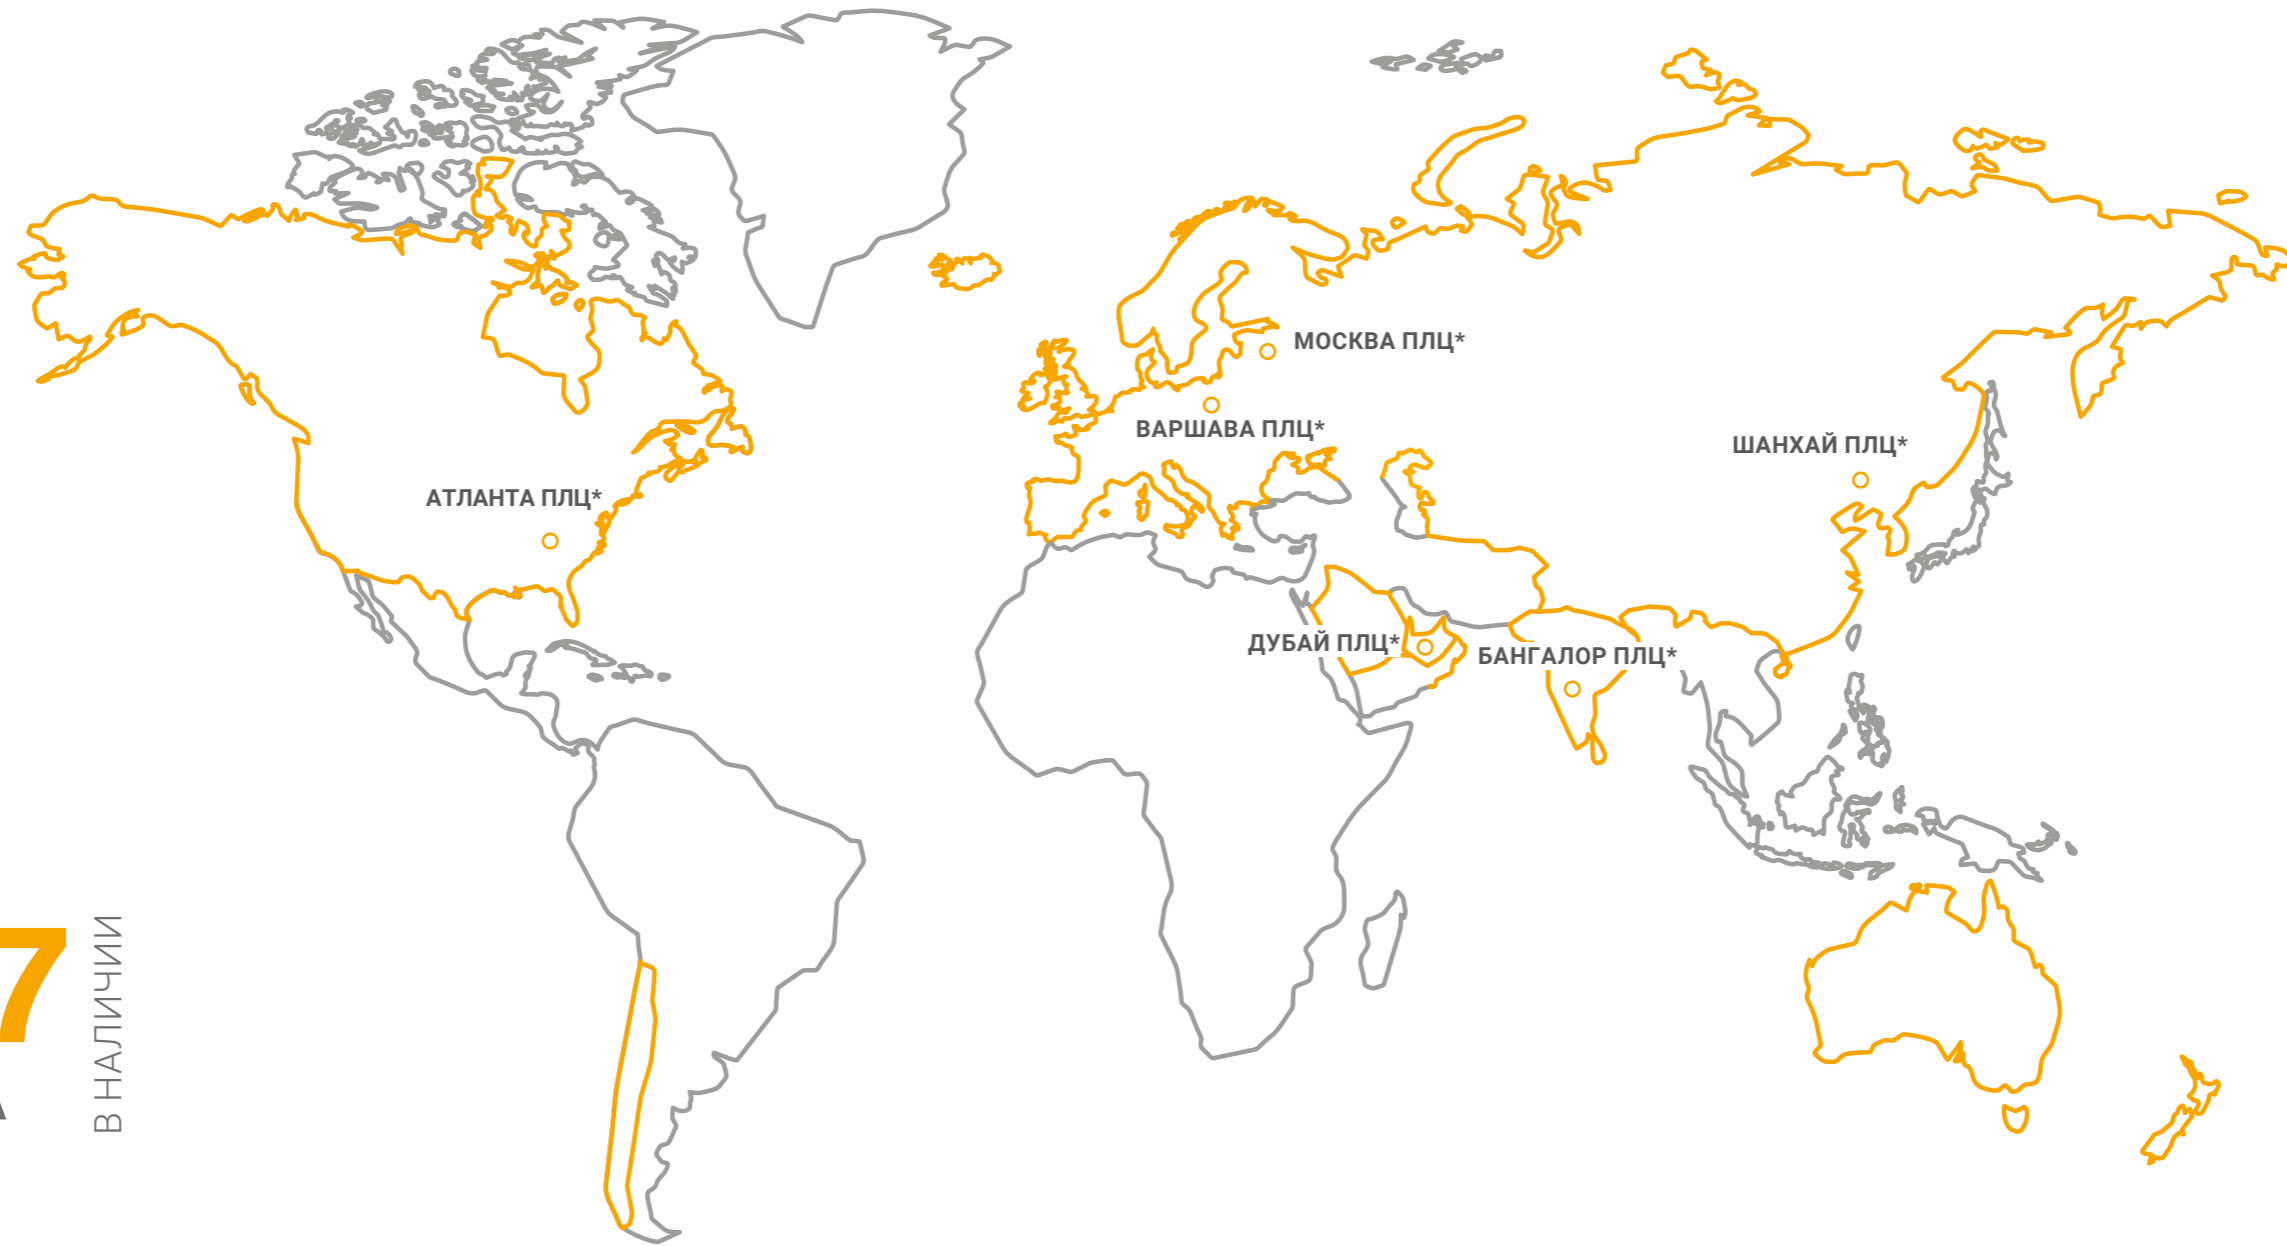 МОСКВА ПЛЦ*
ВАРШАВА ПЛЦ*
ШАНХАЙ ПЛЦ*
АТЛАНТА ПЛЦ*
ДУБАЙ ПЛЦ*
БАНГАЛОР ПЛЦ*
7
В НАЛИЧИИ